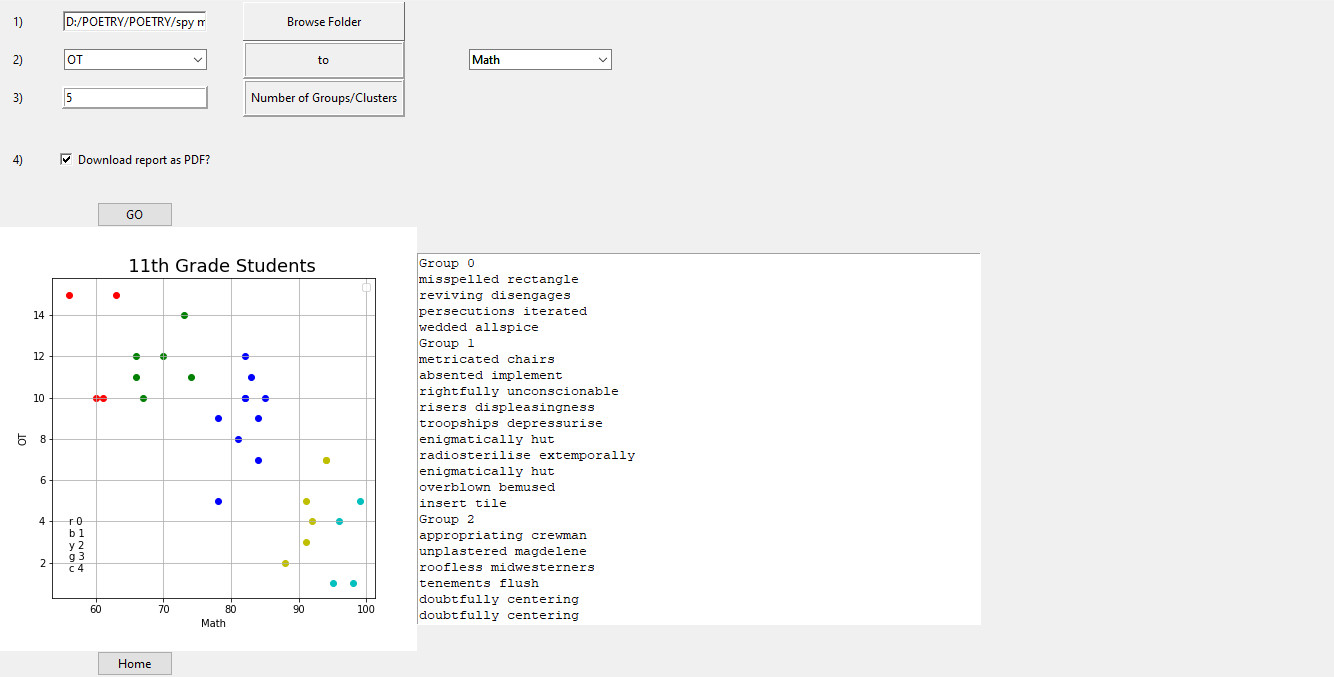 1) D:/POETRY/POETRY/spy m Browse Folder
2) OT to Math
3) 5 Number of Groups/Clusters
4) Download report as PDF?
GO
11th Grade Students
14
12
10
8
6
4
2
OT
r 0
b 1
y 2
g 3
c 4
60 70 80 90 100
Math
Group 0
misspelled rectangle
reviving disengages
persecutions iterated
wedded allspice
Group 1
metricated chairs
absented implement
rightfully unconscionable
risers displeasingness
troopships depressurise
enigmatically hut
radiosterilise extemporally
enigmatically hut
overblown bemused
insert tile
Group 2
appropriating crewman
unplastered magdelene
roofless midwesterners
tenements flush
doubtfully centering
doubtfully centering
Home